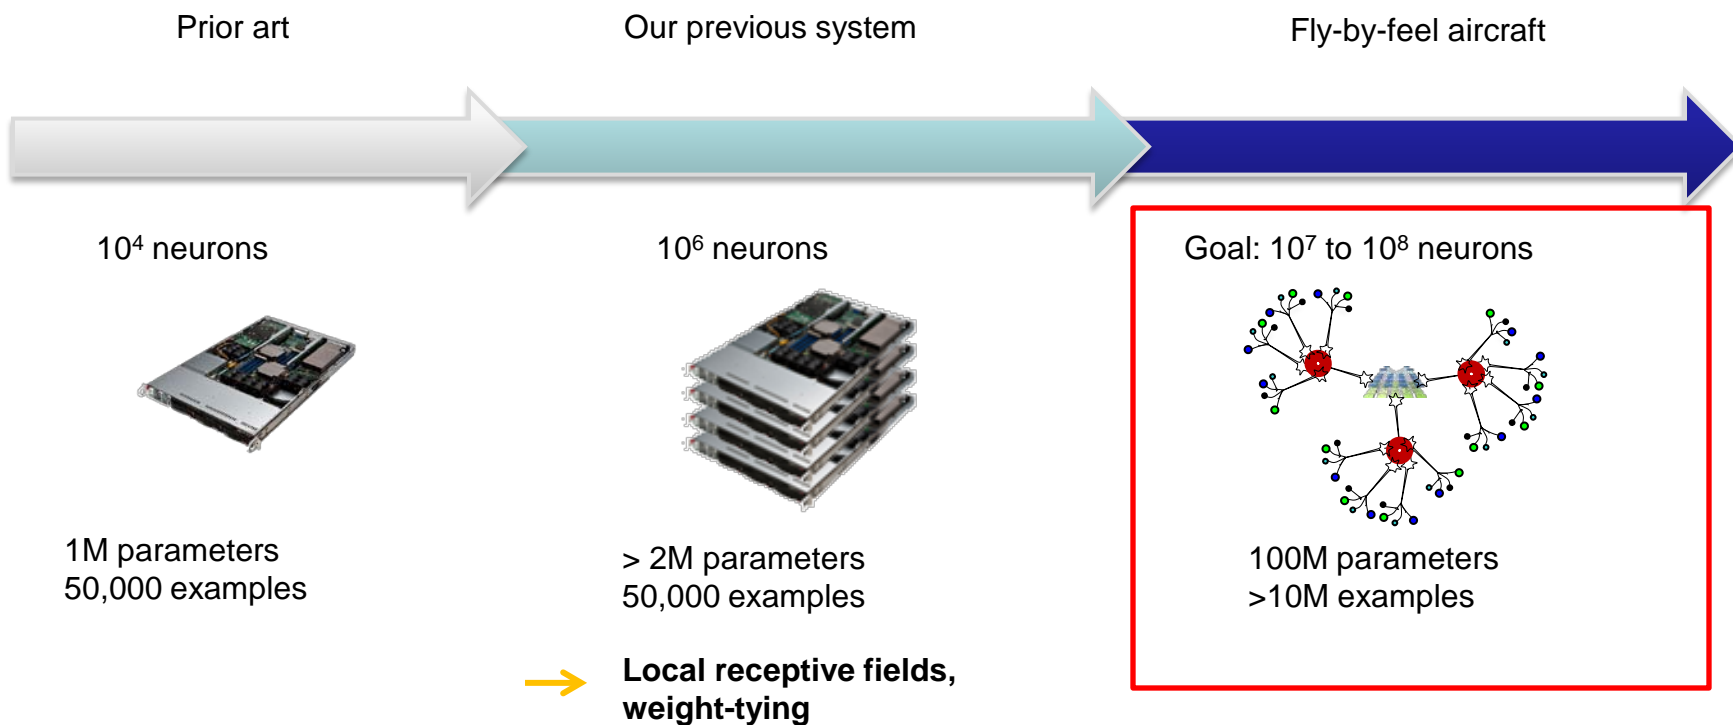 Prior art
Our previous system
Fly-by-feel aircraft
10⁴ neurons
10⁶ neurons
Goal: 10⁷ to 10⁸ neurons
1M parameters
50,000 examples
> 2M parameters
50,000 examples
100M parameters
>10M examples
Local receptive fields,
weight-tying